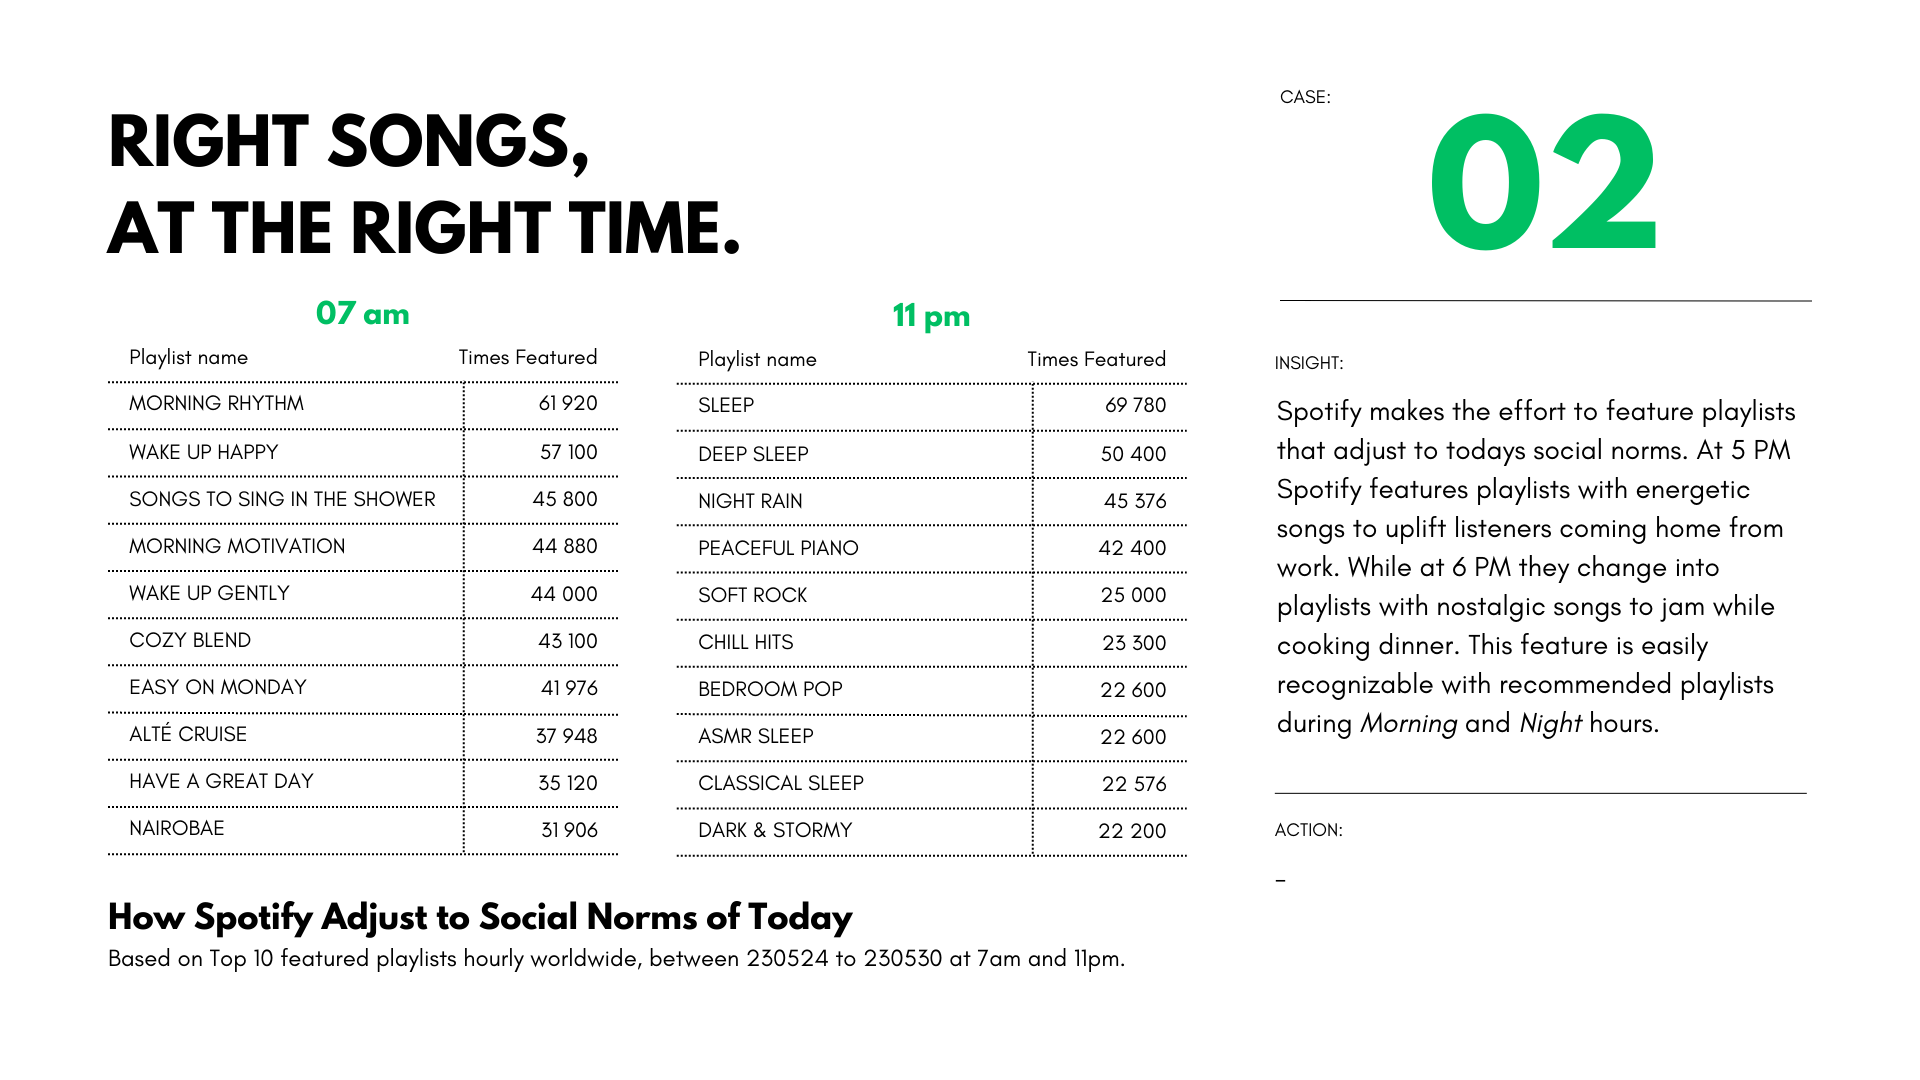 RIGHT SONGS,
AT THE RIGHT TIME.
07 am
Playlist name Times Featured
MORNING RHYTHM 61 920
WAKE UP HAPPY 57 100
SONGS TO SING IN THE SHOWER 45 800
MORNING MOTIVATION 44 880
WAKE UP GENTLY 44 000
COZY BLEND 43 100
EASY ON MONDAY 41 976
ALTÉ CRUISE 37 948
HAVE A GREAT DAY 35 120
NAIROBAE 31 906
11 pm
Playlist name Times Featured
SLEEP 69 780
DEEP SLEEP 50 400
NIGHT RAIN 45 376
PEACEFUL PIANO 42 400
SOFT ROCK 25 000
CHILL HITS 23 300
BEDROOM POP 22 600
ASMR SLEEP 22 600
CLASSICAL SLEEP 22 576
DARK & STORMY 22 200
How Spotify Adjust to Social Norms of Today
Based on Top 10 featured playlists hourly worldwide, between 230524 to 230530 at 7am and 11pm.
CASE:
02
INSIGHT:
Spotify makes the effort to feature playlists
that adjust to todays social norms. At 5 PM
Spotify features playlists with energetic
songs to uplift listeners coming home from
work. While at 6 PM they change into
playlists with nostalgic songs to jam while
cooking dinner. This feature is easily
recognizable with recommended playlists
during Morning and Night hours.
ACTION:
–